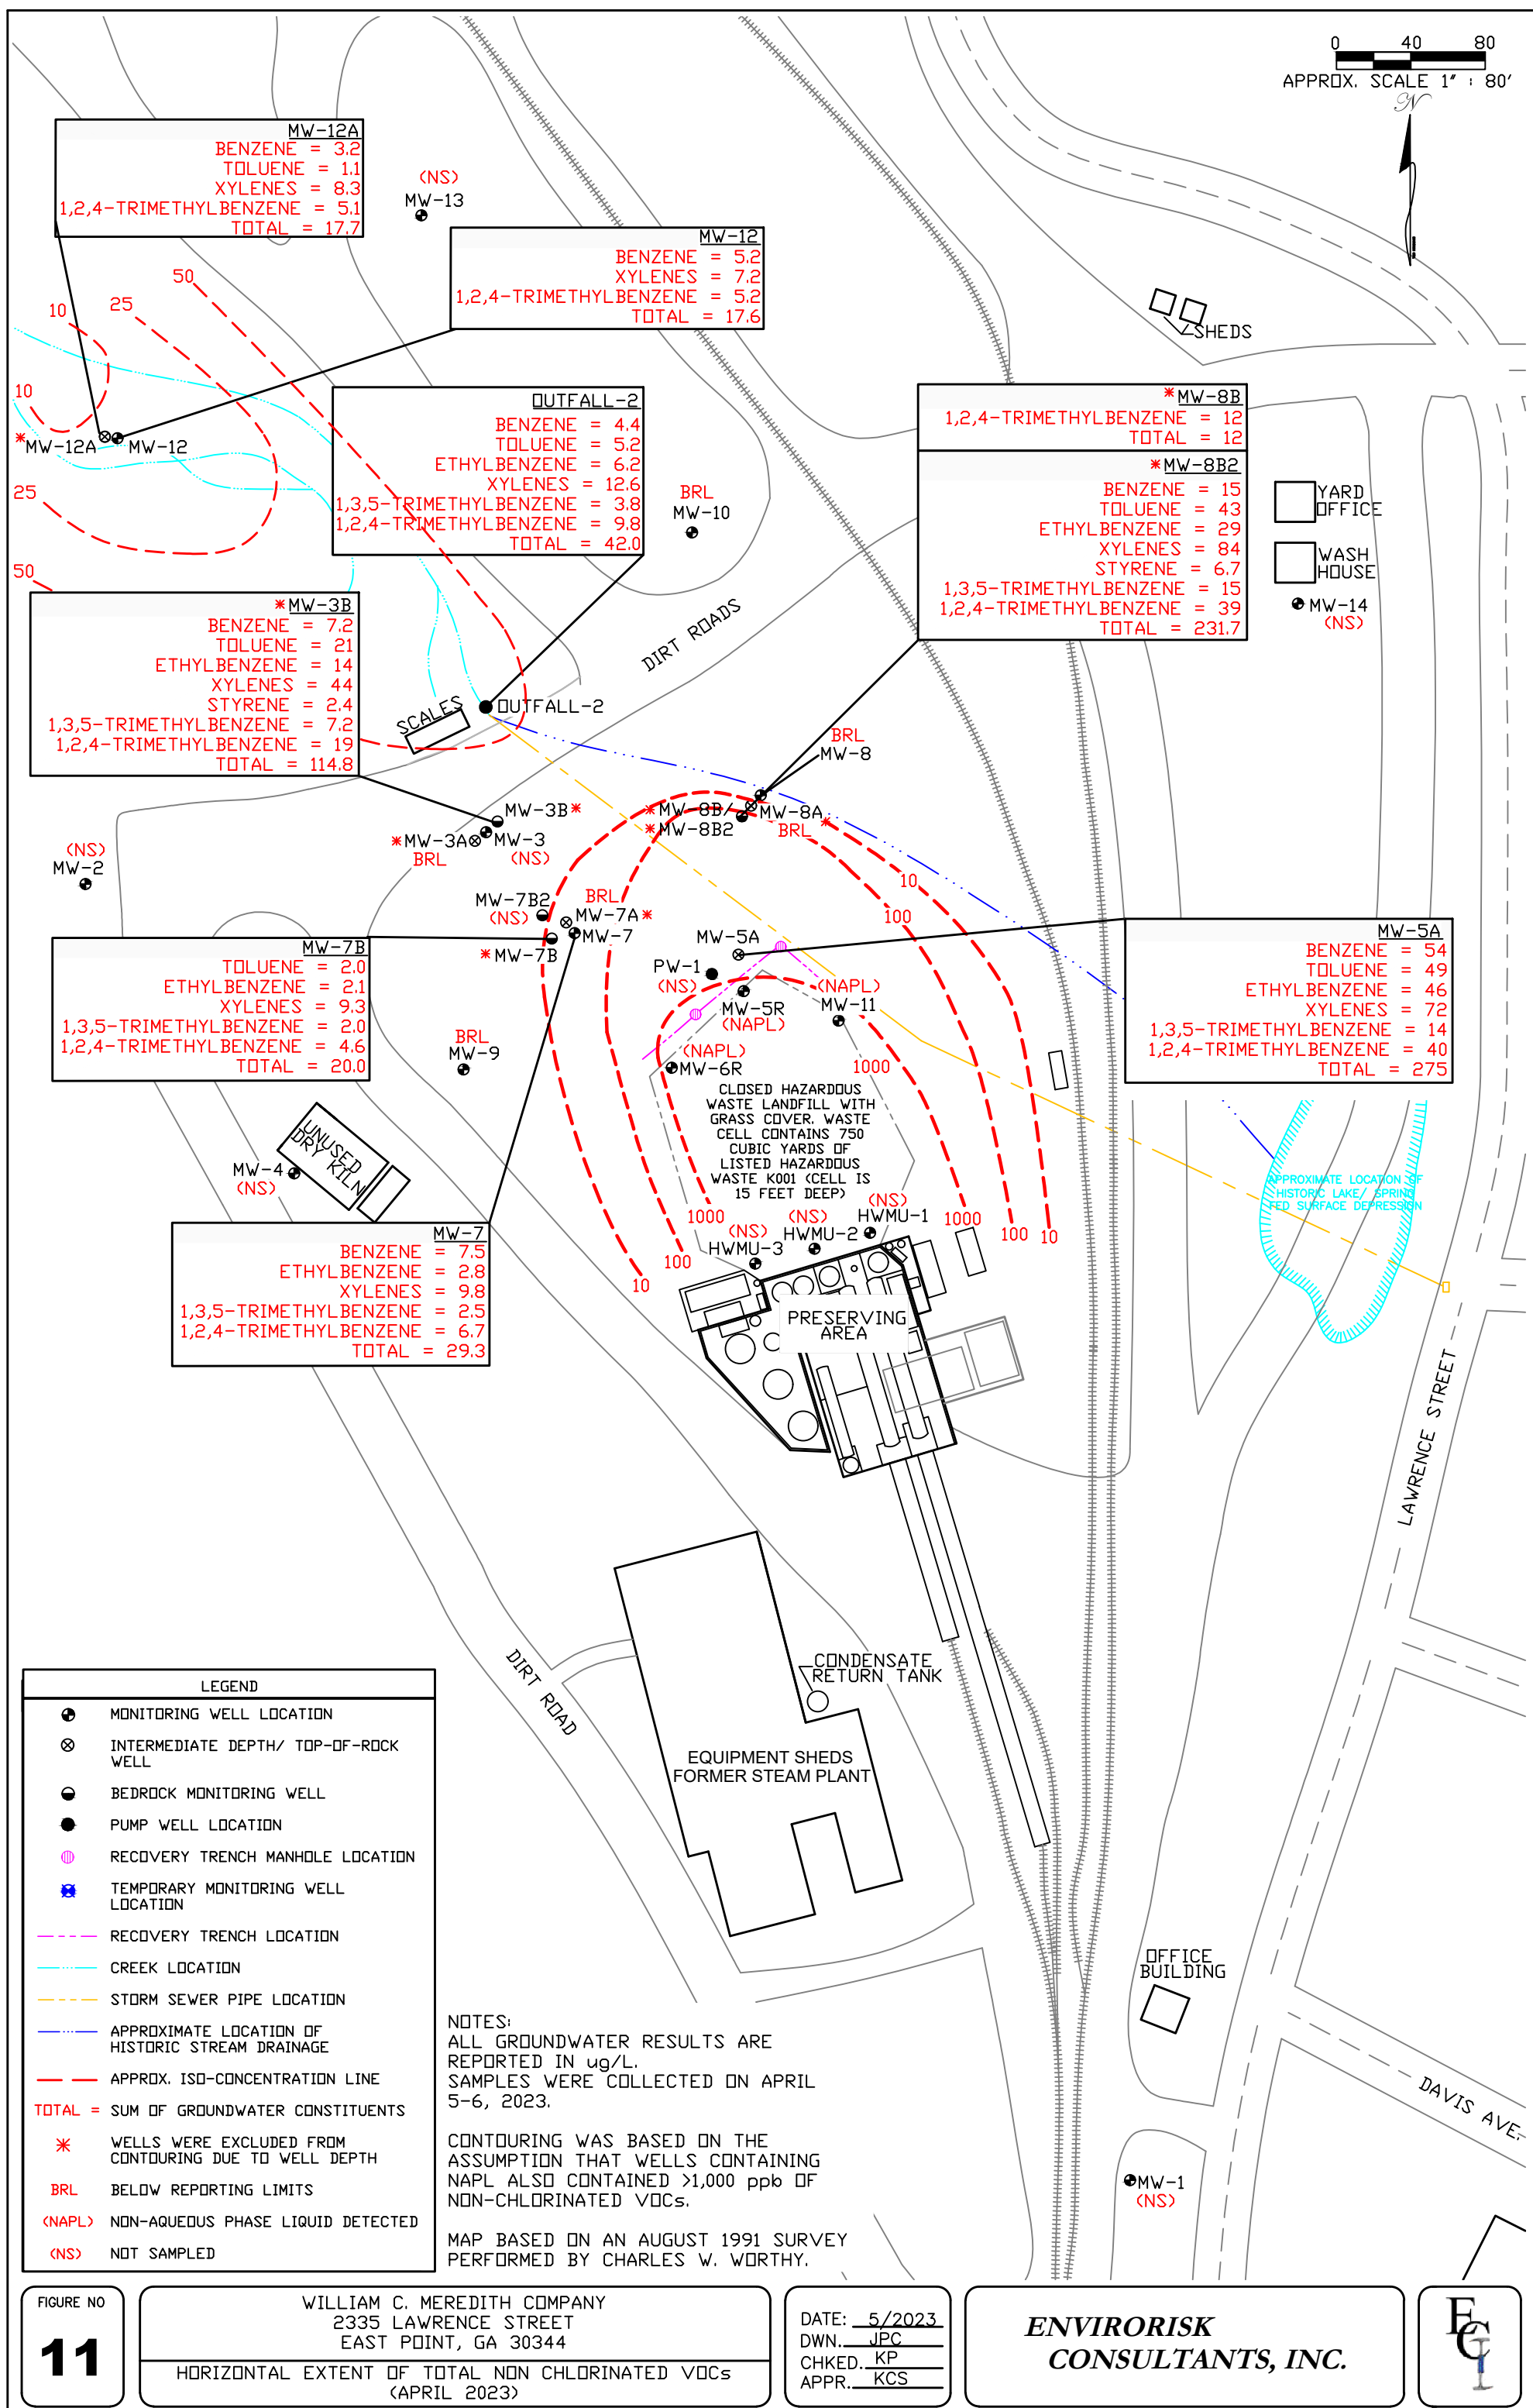 0 40 80
APPROX. SCALE 1" : 80'
N
MW-12A
BENZENE = 3.2
TOLUENE = 1.1
XYLENES = 8.3
1,2,4-TRIMETHYLBENZENE = 5.1
TOTAL = 17.7
(NS)
MW-13
MW-12
BENZENE = 5.2
XYLENES = 7.2
1,2,4-TRIMETHYLBENZENE = 5.2
TOTAL = 17.6
50
25
10
10
SHEDS
OUTFALL-2
BENZENE = 4.4
TOLUENE = 5.2
ETHYLBENZENE = 6.2
XYLENES = 12.6
1,3,5-TRIMETHYLBENZENE = 3.8
1,2,4-TRIMETHYLBENZENE = 9.8
TOTAL = 42.0
*MW-8B
1,2,4-TRIMETHYLBENZENE = 12
TOTAL = 12
*MW-8B2
BENZENE = 15
TOLUENE = 43
ETHYLBENZENE = 29
XYLENES = 84
STYRENE = 6.7
1,3,5-TRIMETHYLBENZENE = 15
1,2,4-TRIMETHYLBENZENE = 39
TOTAL = 231.7
*MW-12A
MW-12
25
50
BRL
MW-10
YARD
OFFICE
WASH
HOUSE
MW-14
(NS)
*MW-3B
BENZENE = 7.2
TOLUENE = 21
ETHYLBENZENE = 14
XYLENES = 44
STYRENE = 2.4
1,3,5-TRIMETHYLBENZENE = 7.2
1,2,4-TRIMETHYLBENZENE = 19
TOTAL = 114.8
DIRT ROADS
SCALES
OUTFALL-2
BRL
MW-8
MW-3B*
*MW-8B/
*MW-8B2
MW-8A*
BRL
*MW-3A
BRL
MW-3
(NS)
(NS)
MW-2
10
100
MW-7B2
(NS)
BRL
MW-7A*
MW-7
*MW-7B
MW-5A
PW-1
(NS)
MW-5R
(NAPL)
(NAPL)
MW-11
MW-7B
TOLUENE = 2.0
ETHYLBENZENE = 2.1
XYLENES = 9.3
1,3,5-TRIMETHYLBENZENE = 2.0
1,2,4-TRIMETHYLBENZENE = 4.6
TOTAL = 20.0
MW-5A
BENZENE = 54
TOLUENE = 49
ETHYLBENZENE = 46
XYLENES = 72
1,3,5-TRIMETHYLBENZENE = 14
1,2,4-TRIMETHYLBENZENE = 40
TOTAL = 275
BRL
MW-9
(NAPL)
MW-6R
1000
CLOSED HAZARDOUS
WASTE LANDFILL WITH
GRASS COVER. WASTE
CELL CONTAINS 750
CUBIC YARDS OF
LISTED HAZARDOUS
WASTE K001 (CELL IS
15 FEET DEEP)
UNUSED
DRY KILN
MW-4
(NS)
APPROXIMATE LOCATION OF
HISTORIC LAKE/ SPRING
FED SURFACE DEPRESSION
(NS)
HWMU-1
(NS)
HWMU-2
(NS)
HWMU-3
1000
100
10
1000
100
10
MW-7
BENZENE = 7.5
ETHYLBENZENE = 2.8
XYLENES = 9.8
1,3,5-TRIMETHYLBENZENE = 2.5
1,2,4-TRIMETHYLBENZENE = 6.7
TOTAL = 29.3
PRESERVING
AREA
LAWRENCE STREET
DIRT ROAD
CONDENSATE
RETURN TANK
EQUIPMENT SHEDS
FORMER STEAM PLANT
OFFICE
BUILDING
DAVIS AVE.
MW-1
(NS)
LEGEND
MONITORING WELL LOCATION
INTERMEDIATE DEPTH/ TOP-OF-ROCK
WELL
BEDROCK MONITORING WELL
PUMP WELL LOCATION
RECOVERY TRENCH MANHOLE LOCATION
TEMPORARY MONITORING WELL
LOCATION
RECOVERY TRENCH LOCATION
CREEK LOCATION
STORM SEWER PIPE LOCATION
APPROXIMATE LOCATION OF
HISTORIC STREAM DRAINAGE
APPROX. ISO-CONCENTRATION LINE
TOTAL = SUM OF GROUNDWATER CONSTITUENTS
* WELLS WERE EXCLUDED FROM
CONTOURING DUE TO WELL DEPTH
BRL BELOW REPORTING LIMITS
(NAPL) NON-AQUEOUS PHASE LIQUID DETECTED
(NS) NOT SAMPLED
NOTES:
ALL GROUNDWATER RESULTS ARE
REPORTED IN ug/L.
SAMPLES WERE COLLECTED ON APRIL
5-6, 2023.
CONTOURING WAS BASED ON THE
ASSUMPTION THAT WELLS CONTAINING
NAPL ALSO CONTAINED >1,000 ppb OF
NON-CHLORINATED VOCs.
MAP BASED ON AN AUGUST 1991 SURVEY
PERFORMED BY CHARLES W. WORTHY.
FIGURE NO
11
WILLIAM C. MEREDITH COMPANY
2335 LAWRENCE STREET
EAST POINT, GA 30344
HORIZONTAL EXTENT OF TOTAL NON CHLORINATED VOCs
(APRIL 2023)
DATE: 5/2023
DWN. JPC
CHKED. KP
APPR. KCS
ENVIRORISK
CONSULTANTS, INC.
ECI